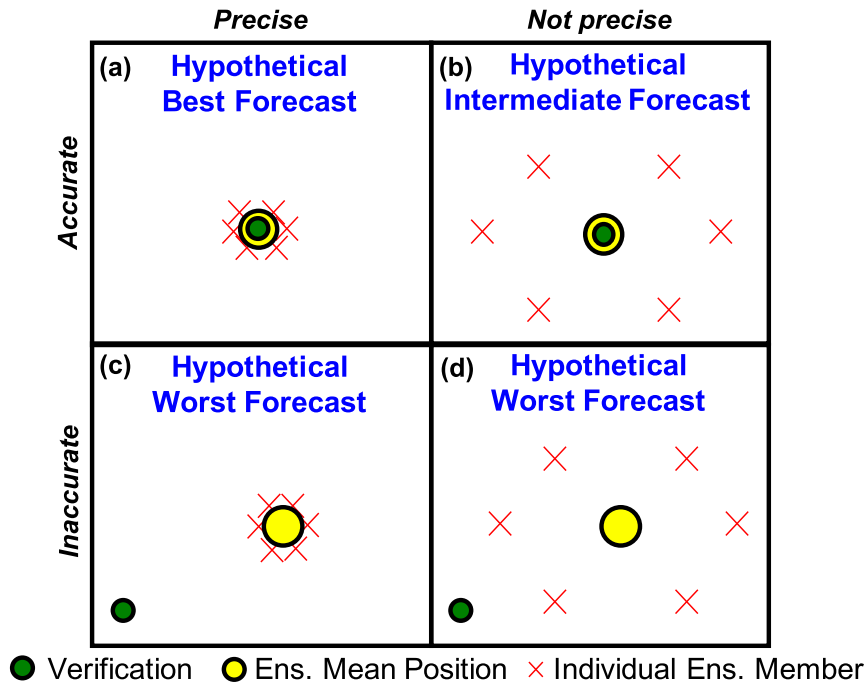 Precise
Not precise
Accurate
(a)
Hypothetical
Best Forecast
(b)
Hypothetical
Intermediate Forecast
Inaccurate
(c)
Hypothetical
Worst Forecast
(d)
Hypothetical
Worst Forecast
Verification
Ens. Mean Position
Individual Ens. Member